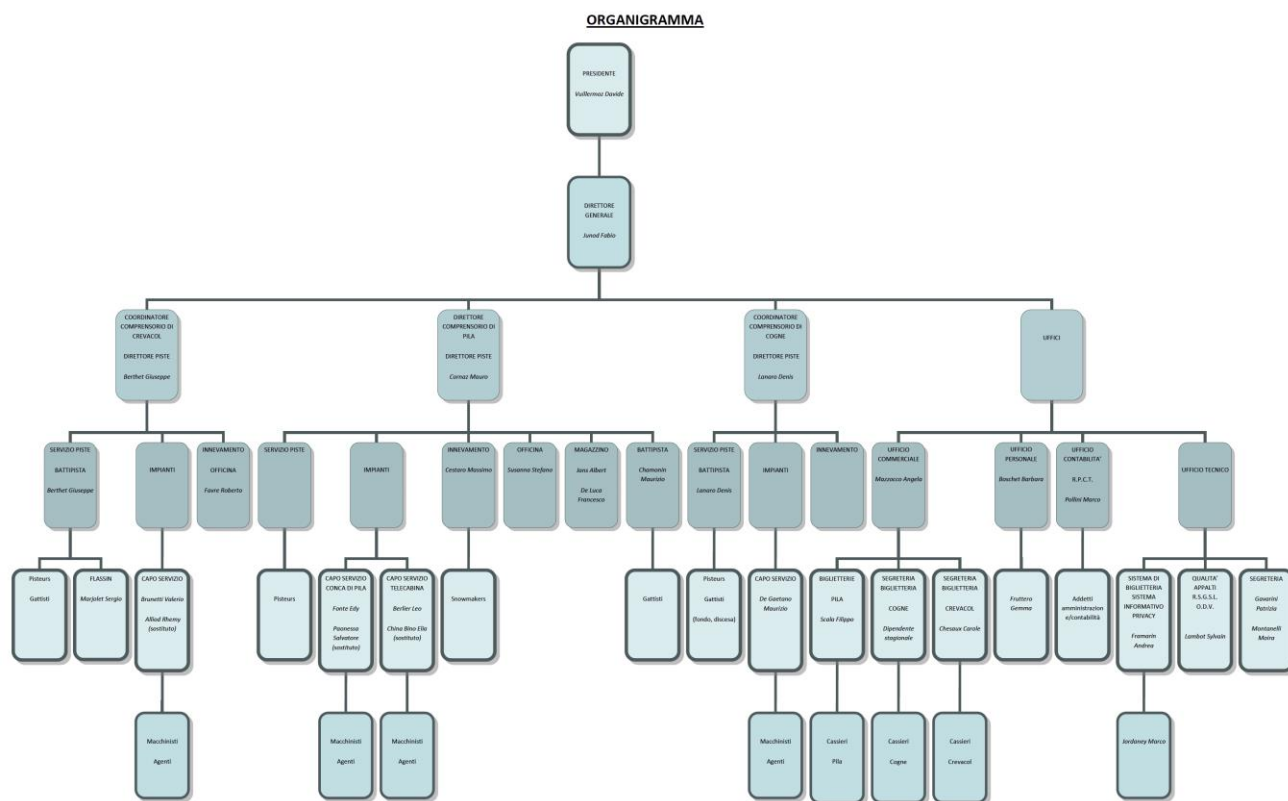 ORGANIGRAMMA
PRESIDENTE
Vuillermoz Davide
DIRETTORE
GENERALE
Junod Fabio
COORDINATORE
COMPRENSORIO DI
CREVACOL
DIRETTORE PISTE
Berthet Giuseppe
DIRETTORE
COMPRENSORIO DI
PILA
DIRETTORE PISTE
Cornaz Mauro
COORDINATORE
COMPRENSORIO DI
COGNE
DIRETTORE PISTE
Lanaro Denis
UFFICI
SERVIZIO PISTE
BATTIPISTA
Berthet Giuseppe
IMPIANTI
INNEVAMENTO
OFFICINA
Favre Roberto
SERVIZIO PISTE
IMPIANTI
INNEVAMENTO
Cestaro Massimo
OFFICINA
Susanna Stefano
MAGAZZINO
Jans Albert
De Luca
Francesco
BATTIPISTA
Chamonin
Maurizio
SERVIZIO PISTE
BATTIPISTA
Lanaro Denis
IMPIANTI
INNEVAMENTO
UFFICIO
COMMERCIALE
Mazzocco Angela
UFFICIO
PERSONALE
Boschet Barbara
UFFICIO
CONTABILITA'
R.P.C.T.
Pollini Marco
UFFICIO TECNICO
Pisteurs
Gattisti
FLASSIN
Marjolet Sergio
CAPO SERVIZIO
Brunetti Valerio
Alliod Rhemy
(sostituto)
Pisteurs
CAPO SERVIZIO
CONCA DI PILA
Fonte Edy
Paonessa
Salvatore
(sostituto)
CAPO SERVIZIO
TELECABINA
Berlier Leo
China Bino Elia
(sostituto)
Snowmakers
Gattisti
Pisteurs
Gattisti
(fondo, discesa)
CAPO SERVIZIO
De Gaetano
Maurizio
BIGLIETTERIE
PILA
Scala Filippo
SEGRETERIA
BIGLIETTERIA
COGNE
Dipendente
stagionale
SEGRETERIA
BIGLIETTERIA
CREVACOL
Chesaux Carole
Fruttero
Gemma
Addetti
amministrazion
e/contabilità
SISTEMA DI
BIGLIETTERIA
SISTEMA
INFORMATIVO
PRIVACY
Framarin
Andrea
QUALITA'
APPALTI
R.S.G.S.L.
O.D.V.
Lambot Sylvain
SEGRETERIA
Gavarini
Patrizia
Montanelli
Moira
Macchinisti
Agenti
Macchinisti
Agenti
Macchinisti
Agenti
Macchinisti
Agenti
Cassieri
Pila
Cassieri
Cogne
Cassieri
Crevacol
Jordaney Marco